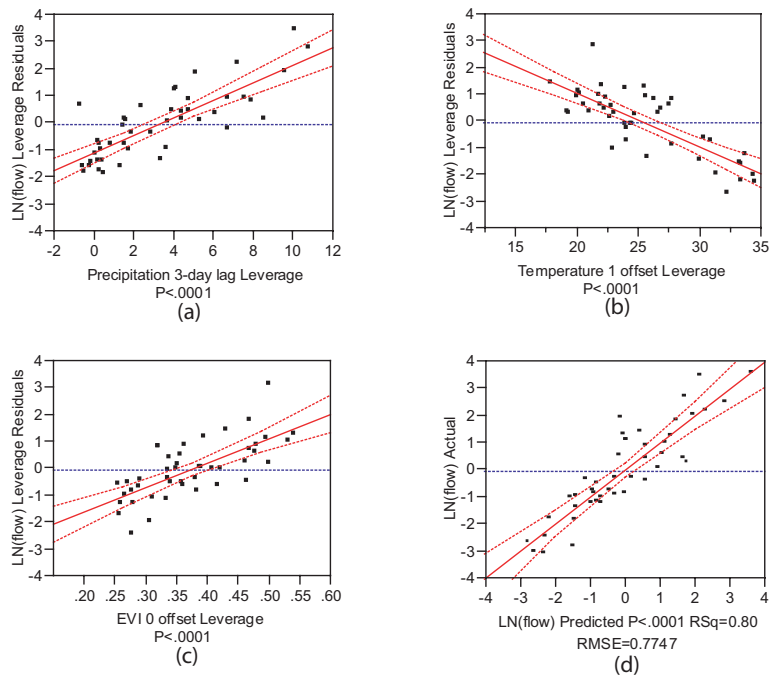 4
3
2
1
0
-1
-2
-3
-4
LN(flow) Leverage Residuals
-2 0 2 4 6 8 10 12
Precipitation 3-day lag Leverage
P<.0001
(a)
4
3
2
1
0
-1
-2
-3
-4
LN(flow) Leverage Residuals
15 20 25 30 35
Temperature 1 offset Leverage
P<.0001
(b)
4
3
2
1
0
-1
-2
-3
-4
LN(flow) Leverage Residuals
.20 .25 .30 .35 .40 .45 .50 .55 .60
EVI 0 offset Leverage
P<.0001
(c)
4
3
2
1
0
-1
-2
-3
-4
LN(flow) Actual
-4 -3 -2 -1 0 1 2 3 4
LN(flow) Predicted P<.0001 RSq=0.80
RMSE=0.7747
(d)